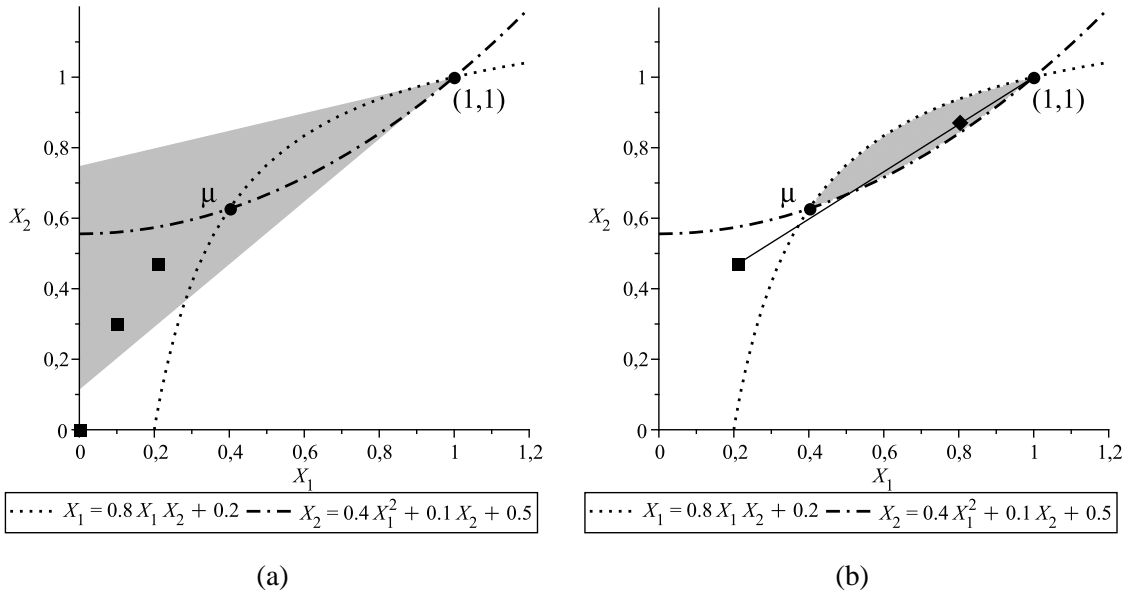 1
0,8
0,6
0,4
0,2
0
X₂
μ
(1,1)
0 0,2 0,4 0,6 0,8 1 1,2
X₁
X₁ = 0.8 X₁ X₂ + 0.2 X₂ = 0.4 X₁² + 0.1 X₂ + 0.5
(a)
1
0,8
0,6
0,4
0,2
0
X₂
μ
(1,1)
0 0,2 0,4 0,6 0,8 1 1,2
X₁
X₁ = 0.8 X₁ X₂ + 0.2 X₂ = 0.4 X₁² + 0.1 X₂ + 0.5
(b)